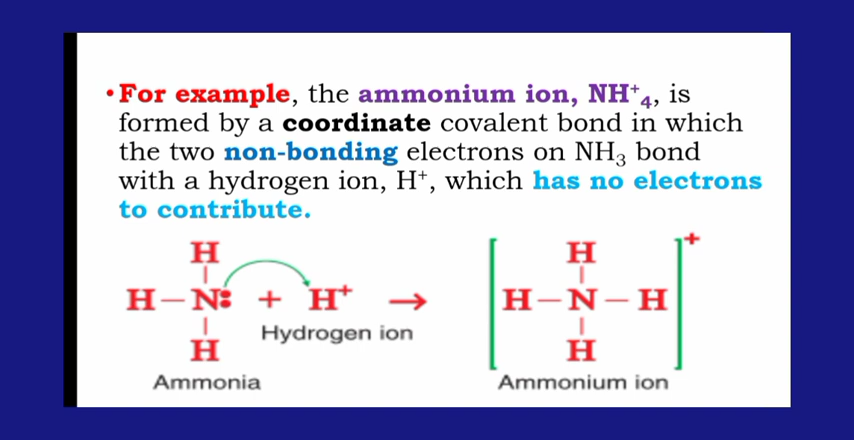 •For example, the ammonium ion, NH⁺₄, is
formed by a coordinate covalent bond in which
the two non-bonding electrons on NH₃ bond
with a hydrogen ion, H⁺, which has no electrons
to contribute.
H
H–N: + H⁺ →
H
Hydrogen ion
Ammonia
[ H ]⁺
H–N–H
H
Ammonium ion